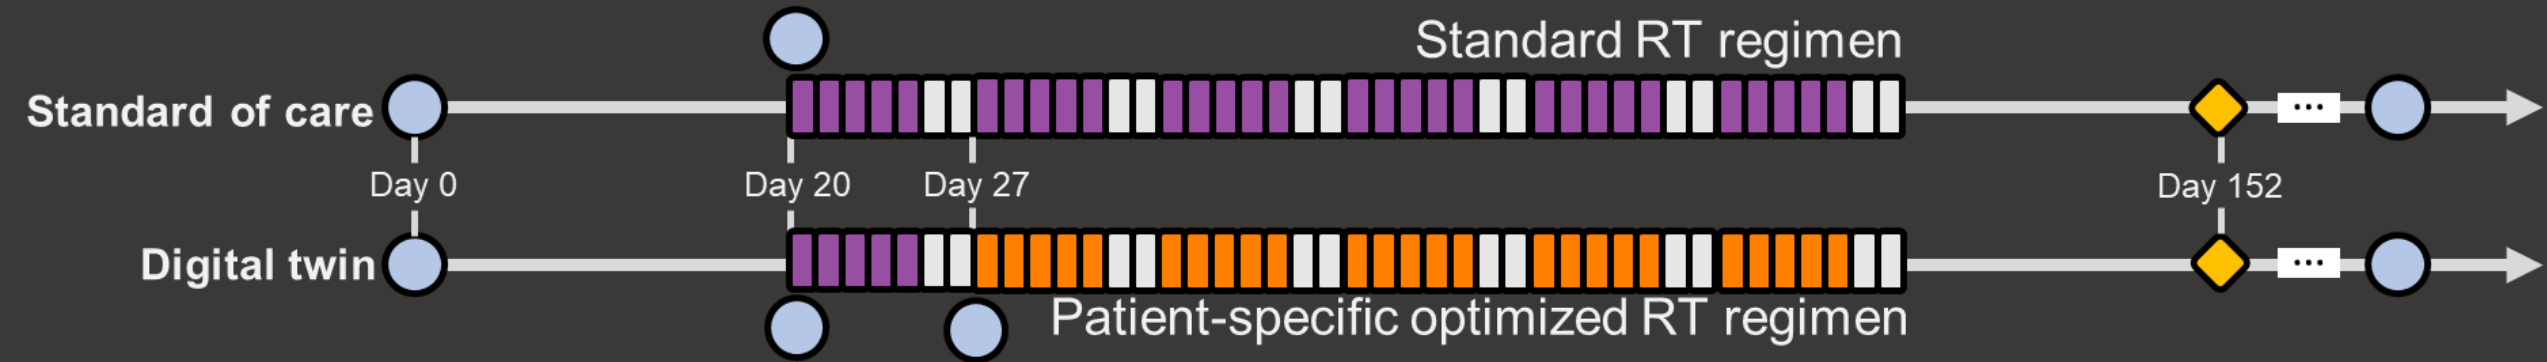 Standard RT regimen
Standard of care
...
Day 0
Day 20
Day 27
Day 152
Digital twin
...
Patient-specific optimized RT regimen